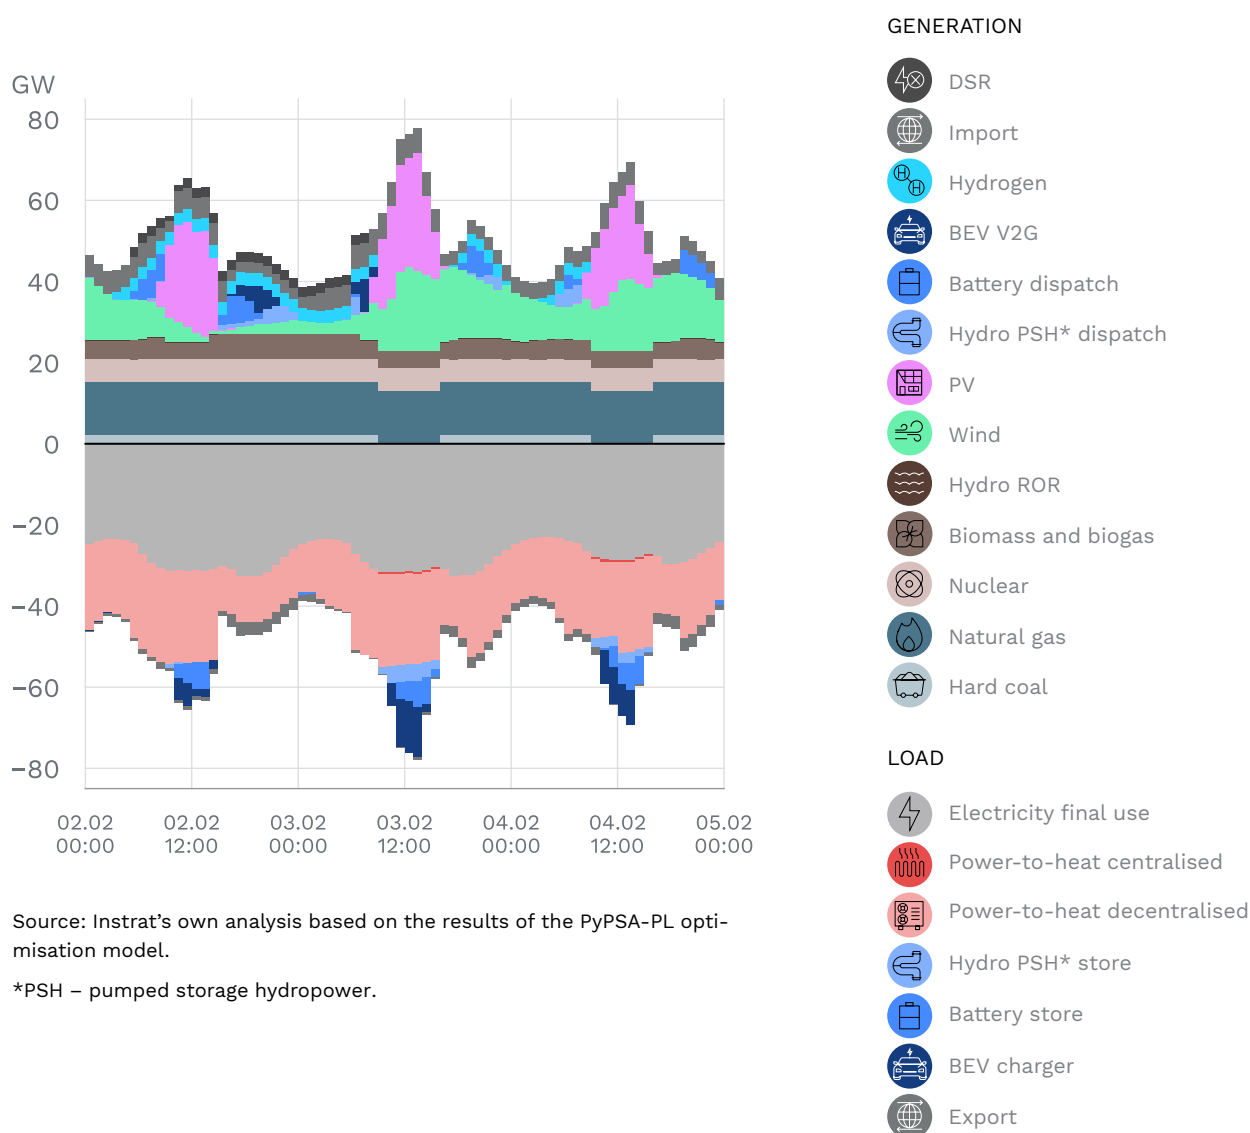 GW
80
60
40
20
0
−20
−40
−60
−80
02.02 02.02 03.02 03.02 04.02 04.02 05.02
00:00 12:00 00:00 12:00 00:00 12:00 00:00
Source: Instrat’s own analysis based on the results of the PyPSA-PL opti-
misation model.
*PSH – pumped storage hydropower.
GENERATION
DSR
Import
H H Hydrogen
BEV V2G
Battery dispatch
Hydro PSH* dispatch
PV
Wind
Hydro ROR
Biomass and biogas
Nuclear
Natural gas
Hard coal
LOAD
Electricity final use
Power-to-heat centralised
Power-to-heat decentralised
Hydro PSH* store
Battery store
BEV charger
Export